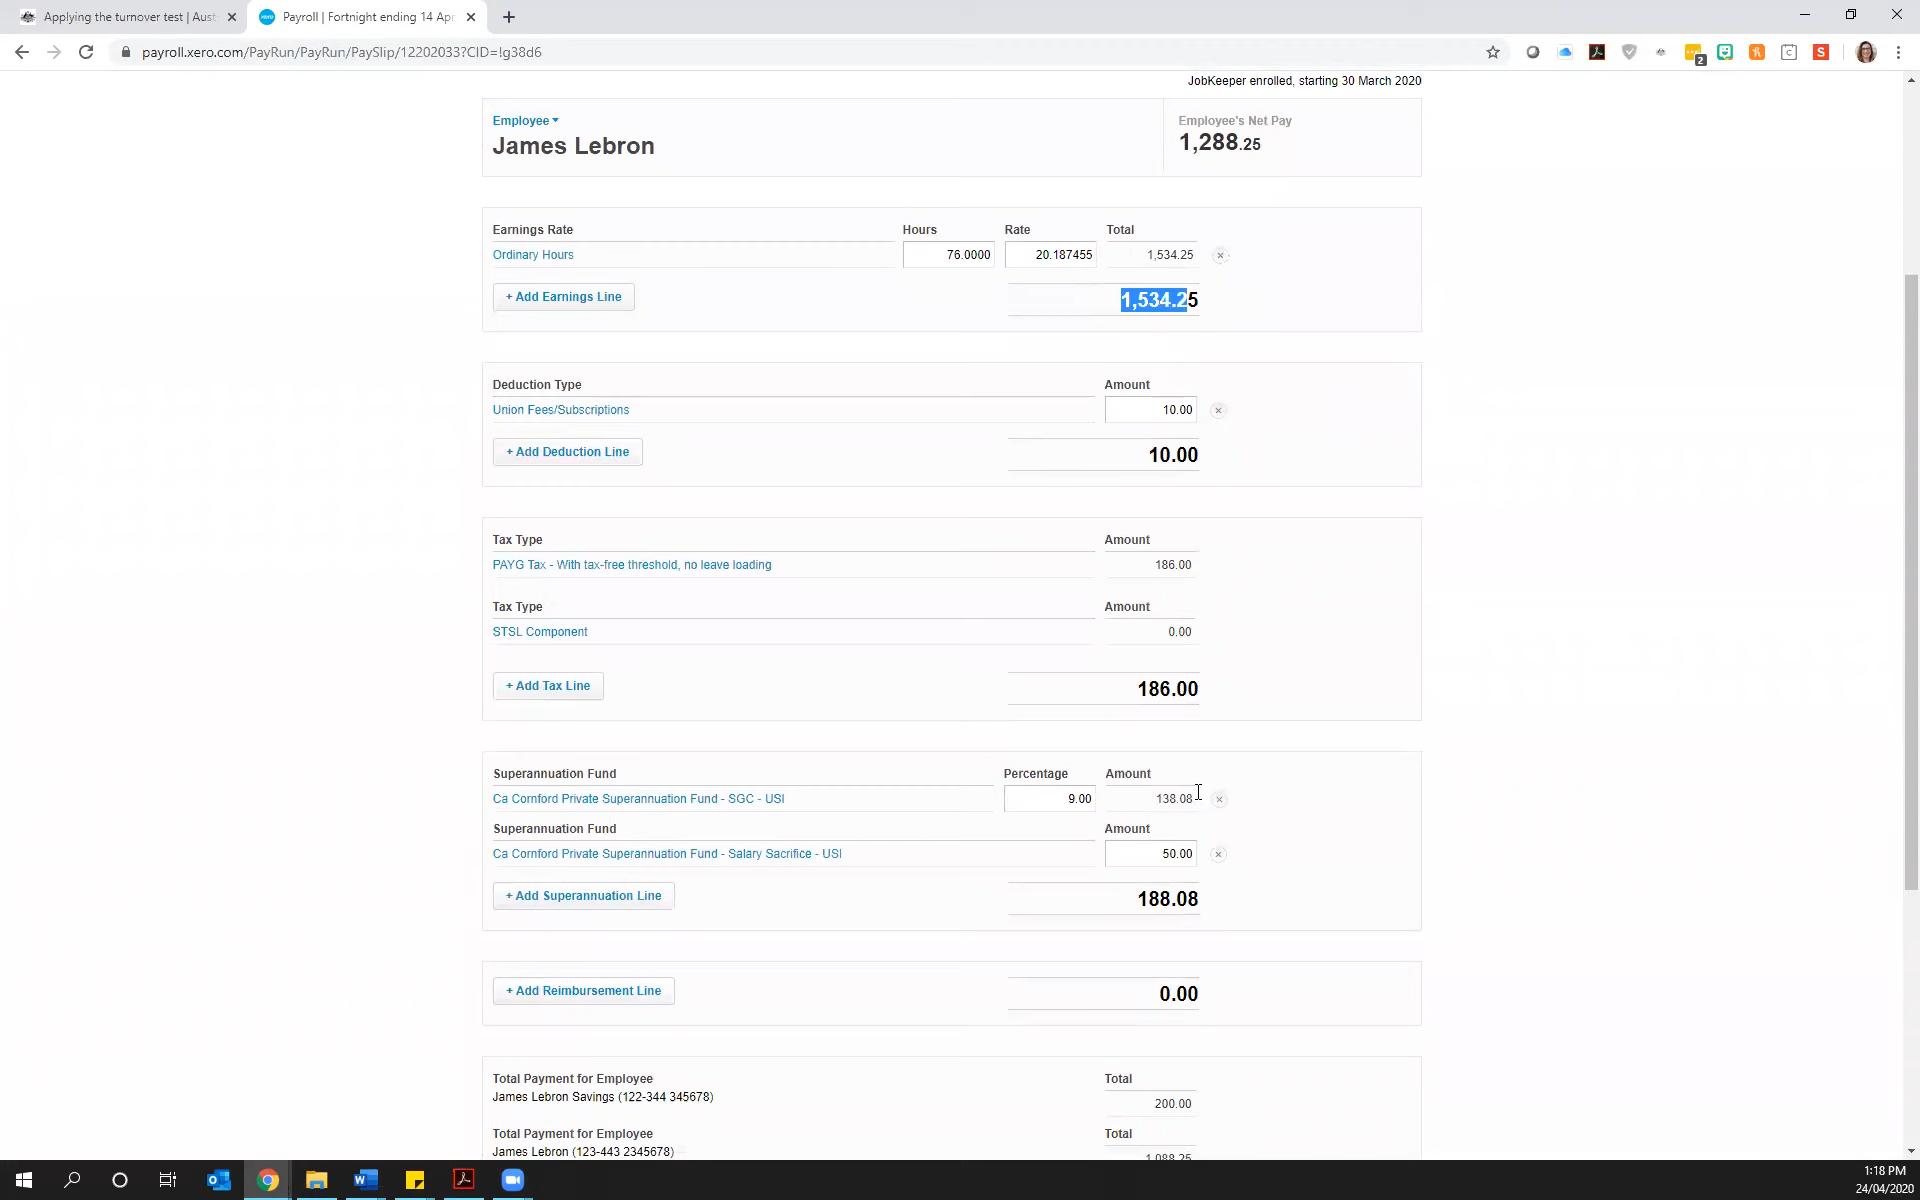 Applying the turnover test | Aust
Payroll | Fortnight ending 14 Apr
payroll.xero.com/PayRun/PayRun/PaySlip/12202033?CID=!g38d6
2
S
JobKeeper enrolled, starting 30 March 2020
Employee
Employee's Net Pay
James Lebron
1,288.25
Earnings Rate Hours Rate Total
Ordinary Hours 76.0000 20.187455 1,534.25
+ Add Earnings Line 1,534.25
Deduction Type Amount
Union Fees/Subscriptions 10.00
+ Add Deduction Line 10.00
Tax Type Amount
PAYG Tax - With tax-free threshold, no leave loading 186.00
Tax Type Amount
STSL Component 0.00
+ Add Tax Line 186.00
Superannuation Fund Percentage Amount
Ca Cornford Private Superannuation Fund - SGC - USI 9.00 138.08
Superannuation Fund Amount
Ca Cornford Private Superannuation Fund - Salary Sacrifice - USI 50.00
+ Add Superannuation Line 188.08
+ Add Reimbursement Line 0.00
Total Payment for Employee Total
James Lebron Savings (122-344 345678)
200.00
Total Payment for Employee Total
James Lebron (123-443 2345678)
1,088.25
1:18 PM
24/04/2020